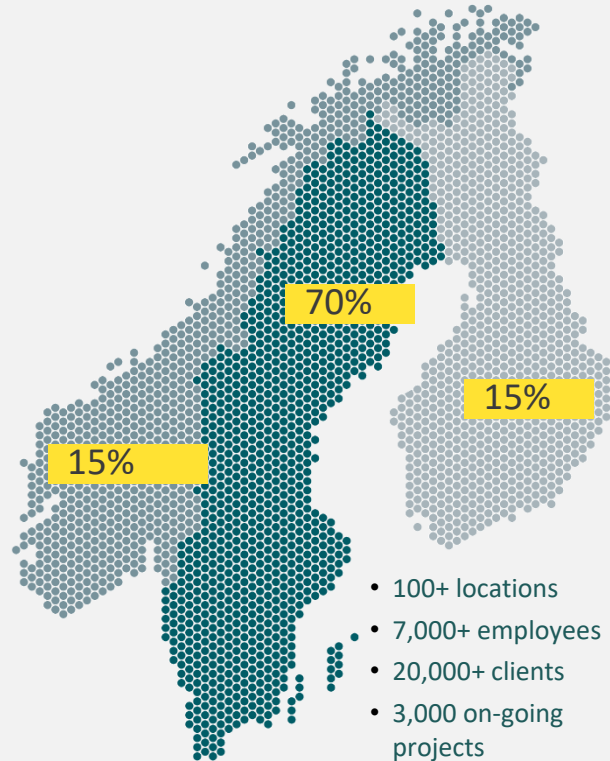 70%
15%
15%
• 100+ locations
• 7,000+ employees
• 20,000+ clients
• 3,000 on-going
projects